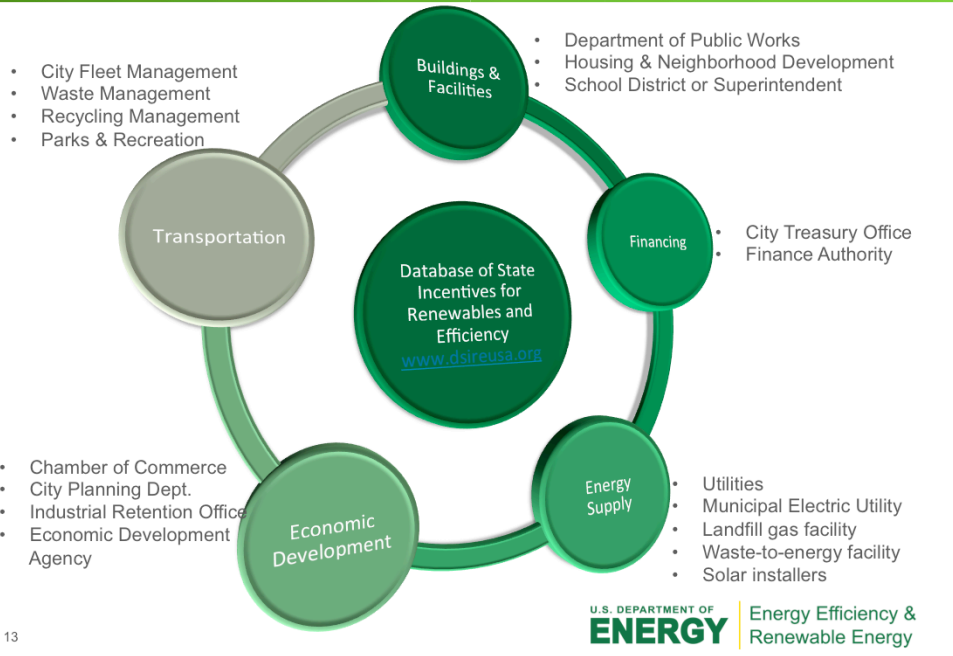 Buildings &
Facilities
• Department of Public Works
• Housing & Neighborhood Development
• School District or Superintendent
• City Fleet Management
• Waste Management
• Recycling Management
• Parks & Recreation
Transportation
Financing
• City Treasury Office
• Finance Authority
Database of State
Incentives for
Renewables and
Efficiency
www.dsireusa.org
• Chamber of Commerce
• City Planning Dept.
• Industrial Retention Office
• Economic Development
Agency
Economic
Development
Energy
Supply
• Utilities
• Municipal Electric Utility
• Landfill gas facility
• Waste-to-energy facility
• Solar installers
13
U.S. DEPARTMENT OF
ENERGY
Energy Efficiency &
Renewable Energy